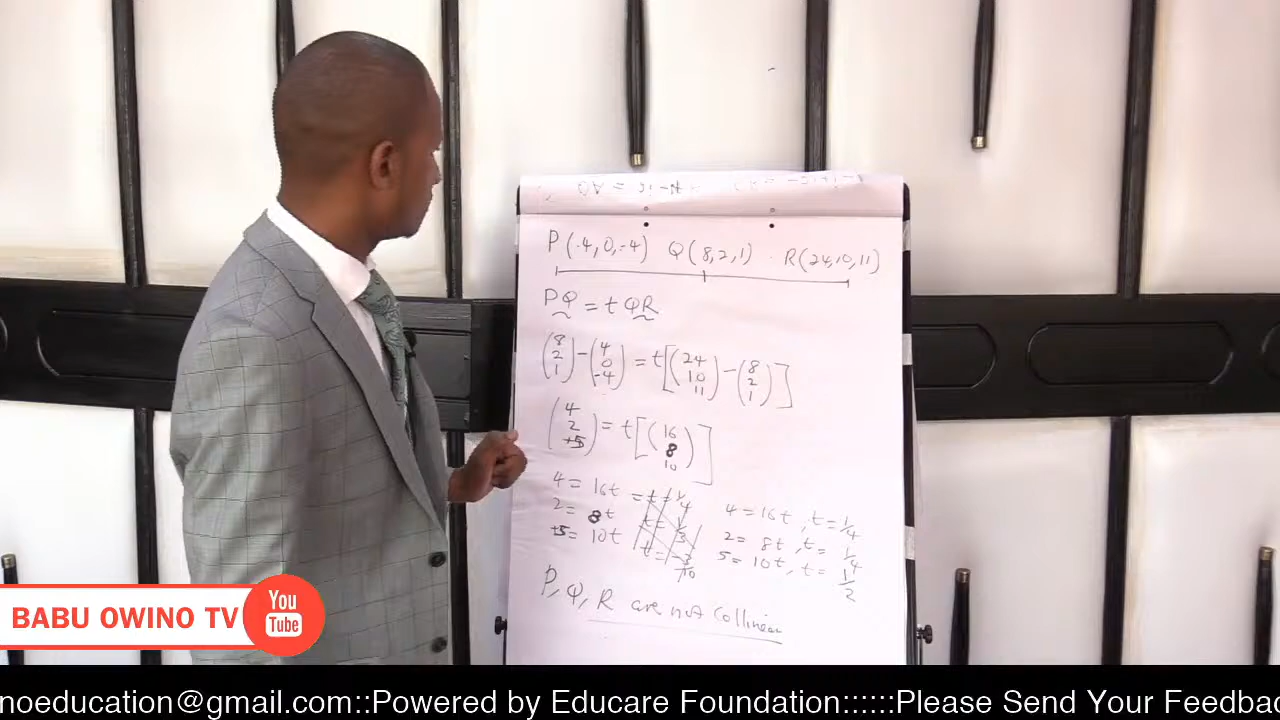 P(-4,0,-4) Q(8,2,1) . R(24,10,11)
PQ = t QR
(8 2 1) - (4 0 -4) = t[(24 10 11) - (8 2 1)]
(4 2 +5) = t[(16 8 10)]
4 = 16t = t = 1/4
2 = 8t
+5 = 10t
4 = 16t, t = 1/4
2 = 8t, t = 1/4
5 = 10t, t = 1/2
P, Q, R are not collinear
BABU OWINO TV
You
Tube
noeducation@gmail.com::Powered by Educare Foundation::::::Please Send Your Feedbac